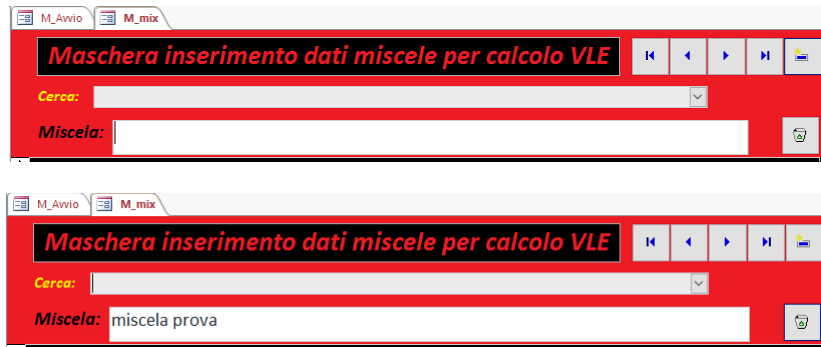 M_Avvio M_mix
Maschera inserimento dati miscele per calcolo VLE
Cerca:
Miscela:
M_Avvio M_mix
Maschera inserimento dati miscele per calcolo VLE
Cerca:
Miscela: miscela prova